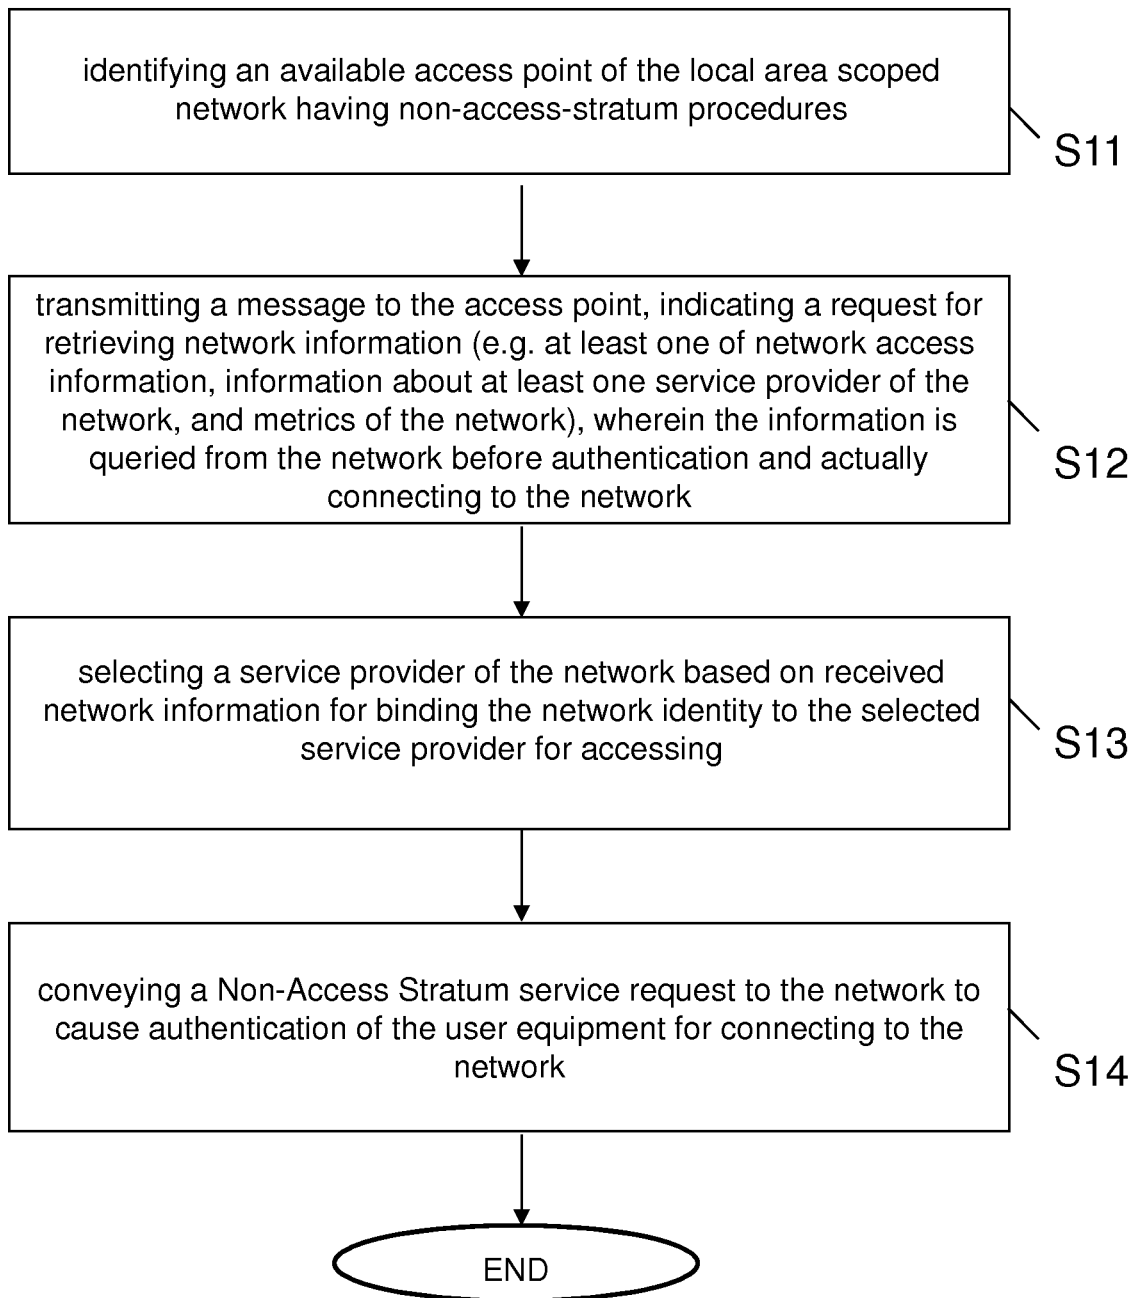 identifying an available access point of the local area scoped
network having non-access-stratum procedures
S11
transmitting a message to the access point, indicating a request for
retrieving network information (e.g. at least one of network access
information, information about at least one service provider of the
network, and metrics of the network), wherein the information is
queried from the network before authentication and actually
connecting to the network
S12
selecting a service provider of the network based on received
network information for binding the network identity to the selected
service provider for accessing
S13
conveying a Non-Access Stratum service request to the network to
cause authentication of the user equipment for connecting to the
network
S14
END